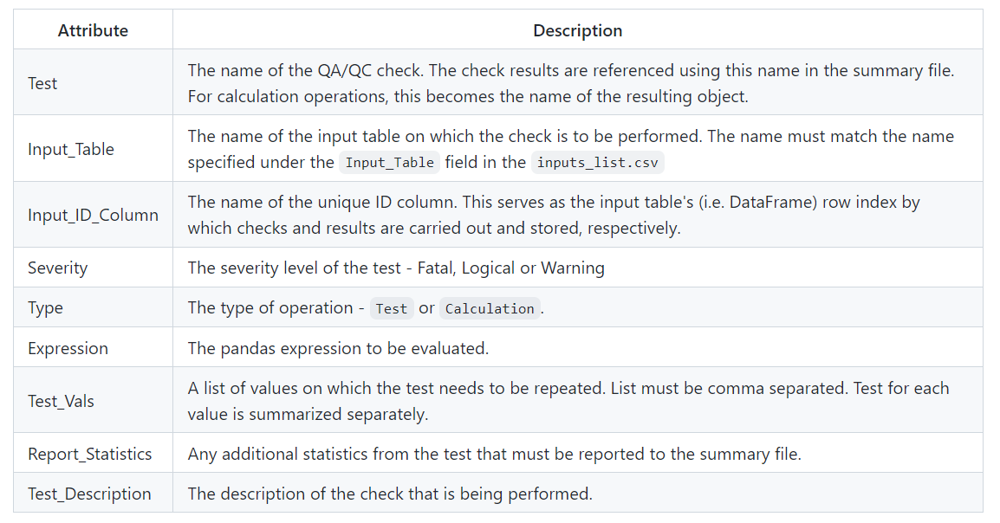 Attribute Description
Test
The name of the QA/QC check. The check results are referenced using this name in the summary file.
For calculation operations, this becomes the name of the resulting object.
Input_Table
The name of the input table on which the check is to be performed. The name must match the name
specified under the Input_Table field in the inputs_list.csv
Input_ID_Column
The name of the unique ID column. This serves as the input table's (i.e. DataFrame) row index by
which checks and results are carried out and stored, respectively.
Severity The severity level of the test - Fatal, Logical or Warning
Type The type of operation - Test or Calculation.
Expression The pandas expression to be evaluated.
Test_Vals
A list of values on which the test needs to be repeated. List must be comma separated. Test for each
value is summarized separately.
Report_Statistics Any additional statistics from the test that must be reported to the summary file.
Test_Description The description of the check that is being performed.